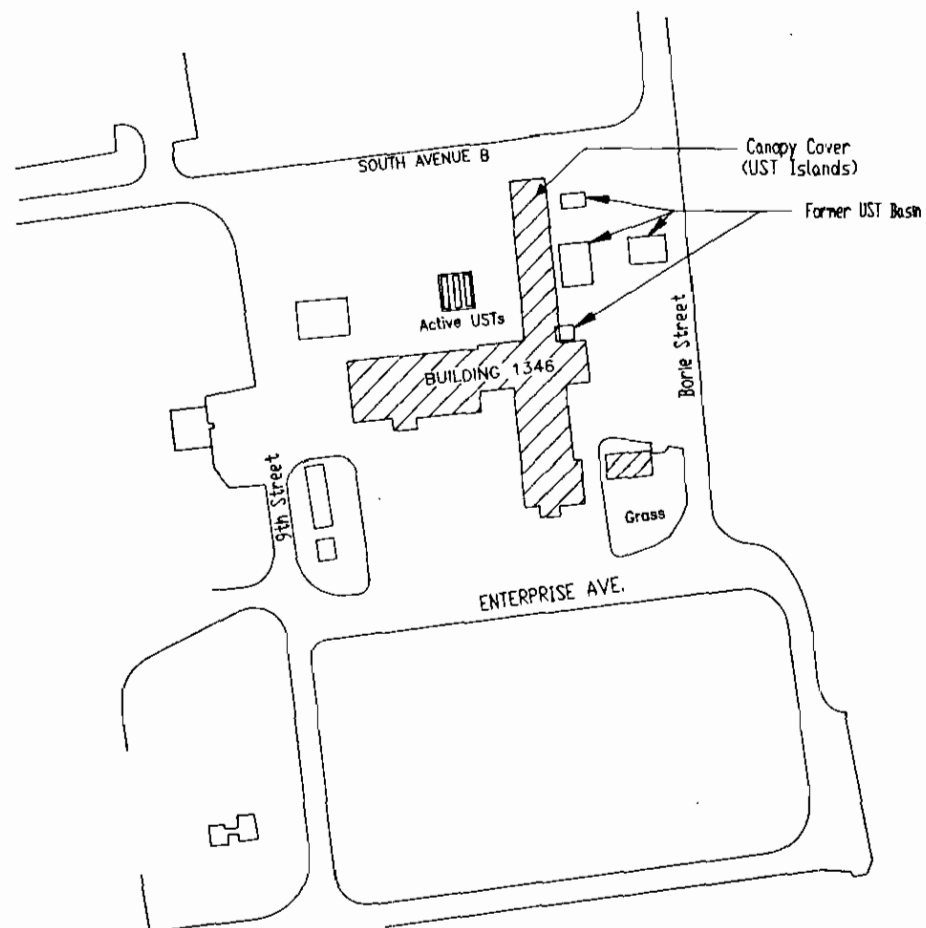 SOUTH AVENUE B
Canopy Cover
(UST Islands)
Former UST Basin
Active USTs
BUILDING 1346
Borie Street
9th Street
Grass
ENTERPRISE AVE.